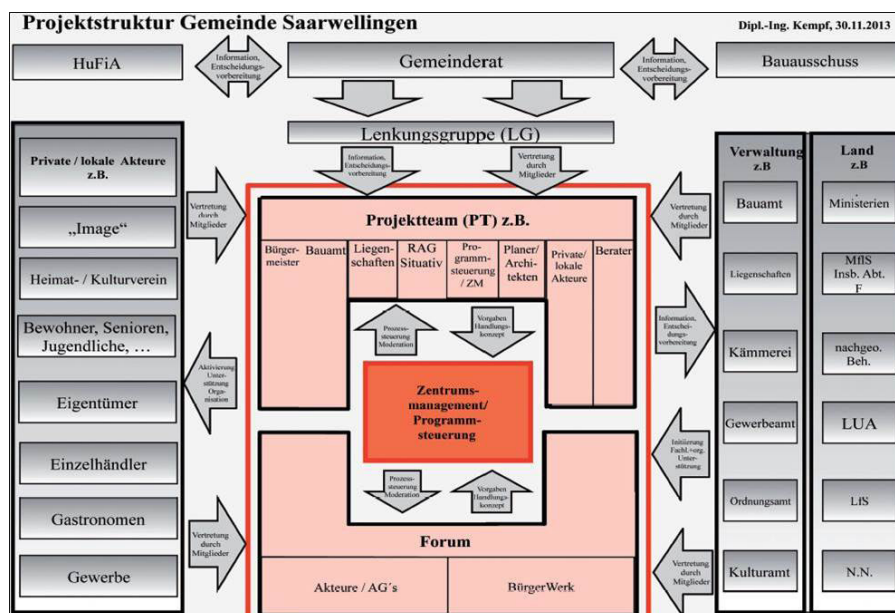 Projektstruktur Gemeinde Saarwellingen
Dipl.-Ing. Kempf, 30.11.2013
HuFiA
Information,
Entscheidungs-
vorbereitung
Gemeinderat
Information,
Entscheidungs-
vorbereitung
Bauausschuss
Lenkungsgruppe (LG)
Information,
Entscheidungs-
vorbereitung
Vertretung
durch
Mitglieder
Private / lokale Akteure
z.B.
„Image“
Heimat- / Kulturverein
Bewohner, Senioren,
Jugendliche, …
Eigentümer
Einzelhändler
Gastronomen
Gewerbe
Vertretung
durch
Mitglieder
Aktivierung
Unter-
stützung
Orga-
nisation
Vertretung
durch
Mitglieder
Projektteam (PT) z.B.
Bürger-
meister
Bauamt
Liegen-
schaften
RAG
Situativ
Pro-
gramm-
steuerung
/ ZM
Planer/
Archi-
tekten
Private/
lokale
Akteure
Berater
Prozess-
steuerung
Moderation
Vorgaben
Handlungs-
konzept
Zentrums-
management/
Programm-
steuerung
Prozess-
steuerung
Moderation
Vorgaben
Handlungs-
konzept
Forum
Akteure / AG´s
BürgerWerk
Vertretung
durch
Mitglieder
Information,
Entschei-
dungs-
vorbereitung
Initiierung
Fachl.+org.
Unter-
stützung
Vertretung
durch
Mitglieder
Verwaltung
z.B
Bauamt
Liegenschaften
Kämmerei
Gewerbeamt
Ordnungsamt
Kulturamt
Land
z.B
Ministerien
MfIS
Insb. Abt.
F
nachgeo.
Beh.
LUA
LfS
N.N.